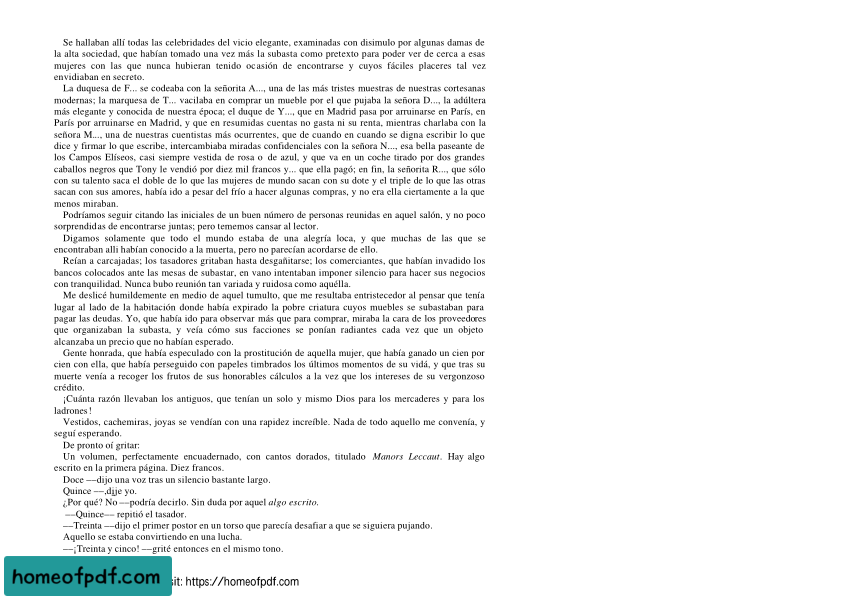 Se hallaban allí todas las celebridades del vicio elegante, examinadas con disimulo por algunas damas de
la alta sociedad, que habían tomado una vez más la subasta como pretexto para poder ver de cerca a esas
mujeres con las que nunca hubieran tenido ocasión de encontrarse y cuyos fáciles placeres tal vez
envidiaban en secreto.
La duquesa de F... se codeaba con la señorita A..., una de las más tristes muestras de nuestras cortesanas
modernas; la marquesa de T... vacilaba en comprar un mueble por el que pujaba la señora D..., la adúltera
más elegante y conocida de nuestra época; el duque de Y..., que en Madrid pasa por arruinarse en París, en
París por arruinarse en Madrid, y que en resumidas cuentas no gasta ni su renta, mientras charlaba con la
señora M..., una de nuestras cuentistas más ocurrentes, que de cuando en cuando se digna escribir lo que
dice y firmar lo que escribe, intercambiaba miradas confidenciales con la señora N..., esa bella paseante de
los Campos Elíseos, casi siempre vestida de rosa o de azul, y que va en un coche tirado por dos grandes
caballos negros que Tony le vendió por diez mil francos y... que ella pagó; en fin, la señorita R..., que sólo
con su talento saca el doble de lo que las mujeres de mundo sacan con su dote y el triple de lo que las otras
sacan con sus amores, había ido a pesar del frío a hacer algunas compras, y no era ella ciertamente a la que
menos miraban.
Podríamos seguir citando las iniciales de un buen número de personas reunidas en aquel salón, y no poco
sorprendidas de encontrarse juntas; pero tememos cansar al lector.
Digamos solamente que todo el mundo estaba de una alegría loca, y que muchas de las que se
encontraban alli habían conocido a la muerta, pero no parecían acordarse de ello.
Reían a carcajadas; los tasadores gritaban hasta desgañitarse; los comerciantes, que habían invadido los
bancos colocados ante las mesas de subastar, en vano intentaban imponer silencio para hacer sus negocios
con tranquilidad. Nunca bubo reunión tan variada y ruidosa como aquélla.
Me deslicé humildemente en medio de aquel tumulto, que me resultaba entristecedor al pensar que tenía
lugar al lado de la habitación donde había expirado la pobre criatura cuyos muebles se subastaban para
pagar las deudas. Yo, que había ido para observar más que para comprar, miraba la cara de los proveedores
que organizaban la subasta, y veía cómo sus facciones se ponían radiantes cada vez que un objeto
alcanzaba un precio que no habían esperado.
Gente honrada, que había especulado con la prostitución de aquella mujer, que había ganado un cien por
cien con ella, que había perseguido con papeles timbrados los últimos momentos de su vidá, y que tras su
muerte venía a recoger los frutos de sus honorables cálculos a la vez que los intereses de su vergonzoso
crédito.
¡Cuánta razón llevaban los antiguos, que tenían un solo y mismo Dios para los mercaderes y para los
ladrones!
Vestidos, cachemiras, joyas se vendían con una rapidez increíble. Nada de todo aquello me convenía, y
seguí esperando.
De pronto oí gritar:
Un volumen, perfectamente encuadernado, con cantos dorados, titulado Manors Leccaut. Hay algo
escrito en la primera página. Diez francos.
Doce —dijo una voz tras un silencio bastante largo.
Quince —,dije yo.
¿Por qué? No —podría decirlo. Sin duda por aquel algo escrito.
—Quince— repitió el tasador.
—Treinta —dijo el primer postor en un torso que parecía desafiar a que se siguiera pujando.
Aquello se estaba convirtiendo en una lucha.
—¡Treinta y cinco! —grité entonces en el mismo tono.
homeofpdf.com sit: https://homeofpdf.com